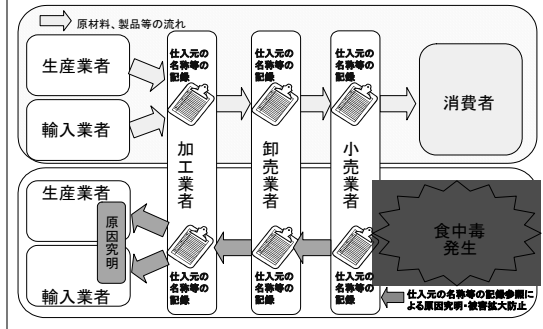 原材料、製品等の流れ
生産業者
輸入業者
仕入元の
名称等の
記録
仕入元の
名称等の
記録
仕入元の
名称等の
記録
消費者
加工業者
卸売業者
小売業者
生産業者
輸入業者
原因究明
仕入元の
名称等の
記録
仕入元の
名称等の
記録
仕入元の
名称等の
記録
食中毒
発生
仕入元の名称等の記録参照に
よる原因究明・被害拡大防止